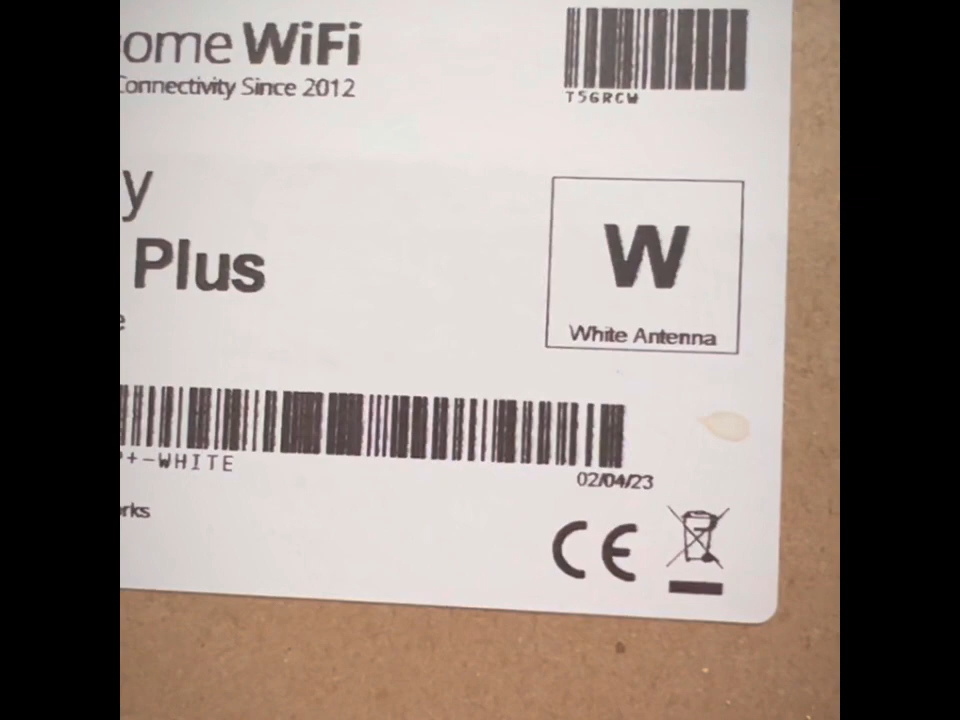 ome WiFi
Connectivity Since 2012
T5GRCW
y
Plus
W
e
White Antenna
+-WHITE
02/04/23
rks
CE